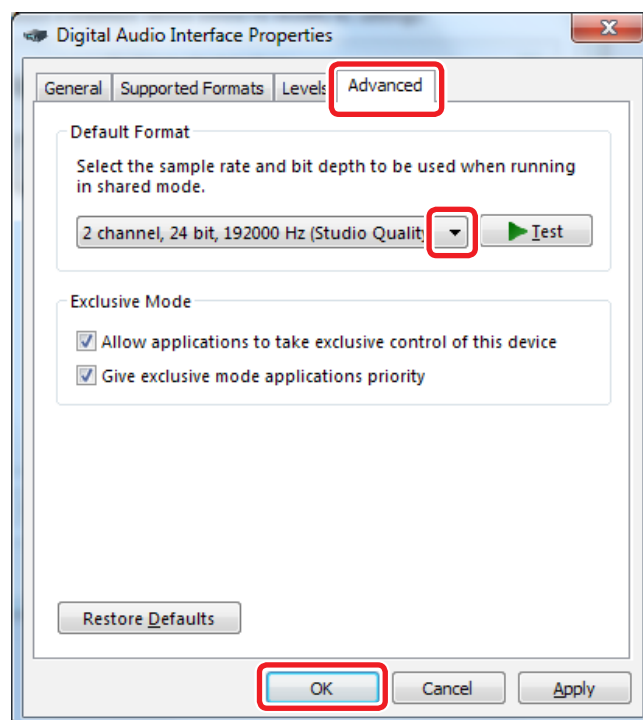 Digital Audio Interface Properties
General Supported Formats Levels Advanced
Default Format
Select the sample rate and bit depth to be used when running
in shared mode.
2 channel, 24 bit, 192000 Hz (Studio Quality
Test
Exclusive Mode
Allow applications to take exclusive control of this device
Give exclusive mode applications priority
Restore Defaults
OK Cancel Apply